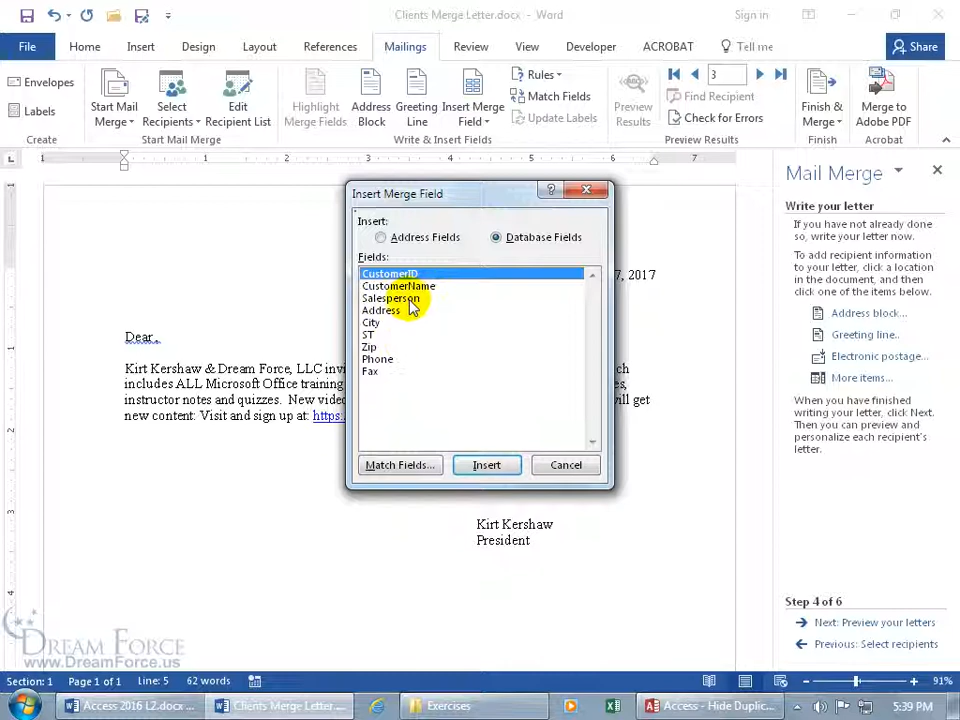 Clients Merge Letter.docx - Word
Sign in
File Home Insert Design Layout References Mailings Review View Developer ACROBAT Tell me Share
Envelopes
Labels
Create
Start Mail Merge
Select Recipients
Edit Recipient List
Start Mail Merge
Highlight Merge Fields
Address Block
Greeting Line
Insert Merge Field
Rules
Match Fields
Update Labels
Write & Insert Fields
Preview Results
3
Find Recipient
Check for Errors
Preview Results
Finish & Merge
Finish
Merge to Adobe PDF
Acrobat
1 1 2 3 4 5 6 7
Mail Merge
Write your letter
If you have not already done
so, write your letter now.
To add recipient information
to your letter, click a location
in the document, and then
click one of the items below.
Address block...
Greeting line..
Electronic postage...
More items...
When you have finished
writing your letter, click Next.
Then you can preview and
personalize each recipient's
letter.
Step 4 of 6
Next: Preview your letters
Previous: Select recipients
Insert Merge Field
Insert:
Address Fields Database Fields
Fields:
CustomerID
CustomerName
Salesperson
Address
City
ST
Zip
Phone
Fax
Match Fields... Insert Cancel
7, 2017
Dear ,
Kirt Kershaw & Dream Force, LLC
includes ALL Microsoft Office training
instructor notes and quizzes. New
new content: Visit and sign up at: https:/
will get
Kirt Kershaw
President
DREAM FORCE
www.DreamForce.us
Section: 1 Page 1 of 1 Line: 5 62 words 91%
Access 2016 L2.docx ... Clients Merge Letter.... Exercises Access - Hide Duplic... 5:39 PM